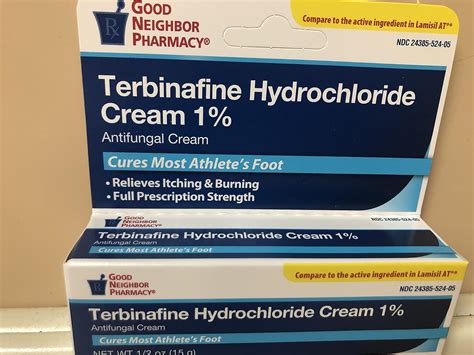 GOOD
NEIGHBOR
PHARMACY®
Rx
Compare to the active ingredient in Lamisil AT®*
NDC 24385-524-05
Terbinafine Hydrochloride
Cream 1%
Antifungal Cream
Cures Most Athlete's Foot
• Relieves Itching & Burning
• Full Prescription Strength
GOOD
NEIGHBOR
PHARMACY®
NDC 24385-524-05
Terbinafine Hydrochloride Cream 1%
Antifungal Cream
Cures Most Athlete's Foot
Rx
GOOD
NEIGHBOR
PHARMACY®
Compare to the active ingredient in Lamisil AT®*
NDC 24385-524-05
Terbinafine Hydrochloride Cream 1%
Antifungal Cream
Cures Most Athlete's Foot
NET WT 1/2 oz (15 g)